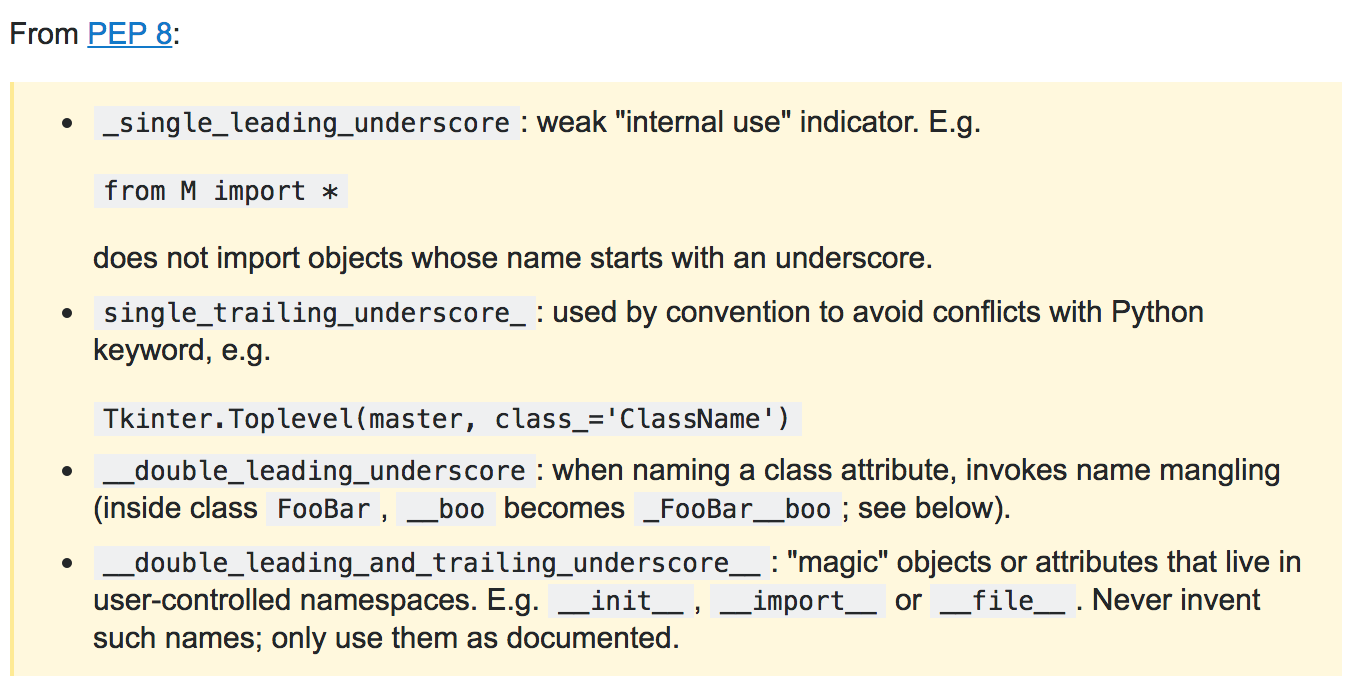 From PEP 8:
• _single_leading_underscore : weak "internal use" indicator. E.g.
from M import *
does not import objects whose name starts with an underscore.
• single_trailing_underscore_ : used by convention to avoid conflicts with Python
keyword, e.g.
Tkinter.Toplevel(master, class_='ClassName')
• __double_leading_underscore : when naming a class attribute, invokes name mangling
(inside class FooBar , __boo becomes _FooBar__boo ; see below).
• __double_leading_and_trailing_underscore__ : "magic" objects or attributes that live in
user-controlled namespaces. E.g. __init__ , __import__ or __file__ . Never invent
such names; only use them as documented.